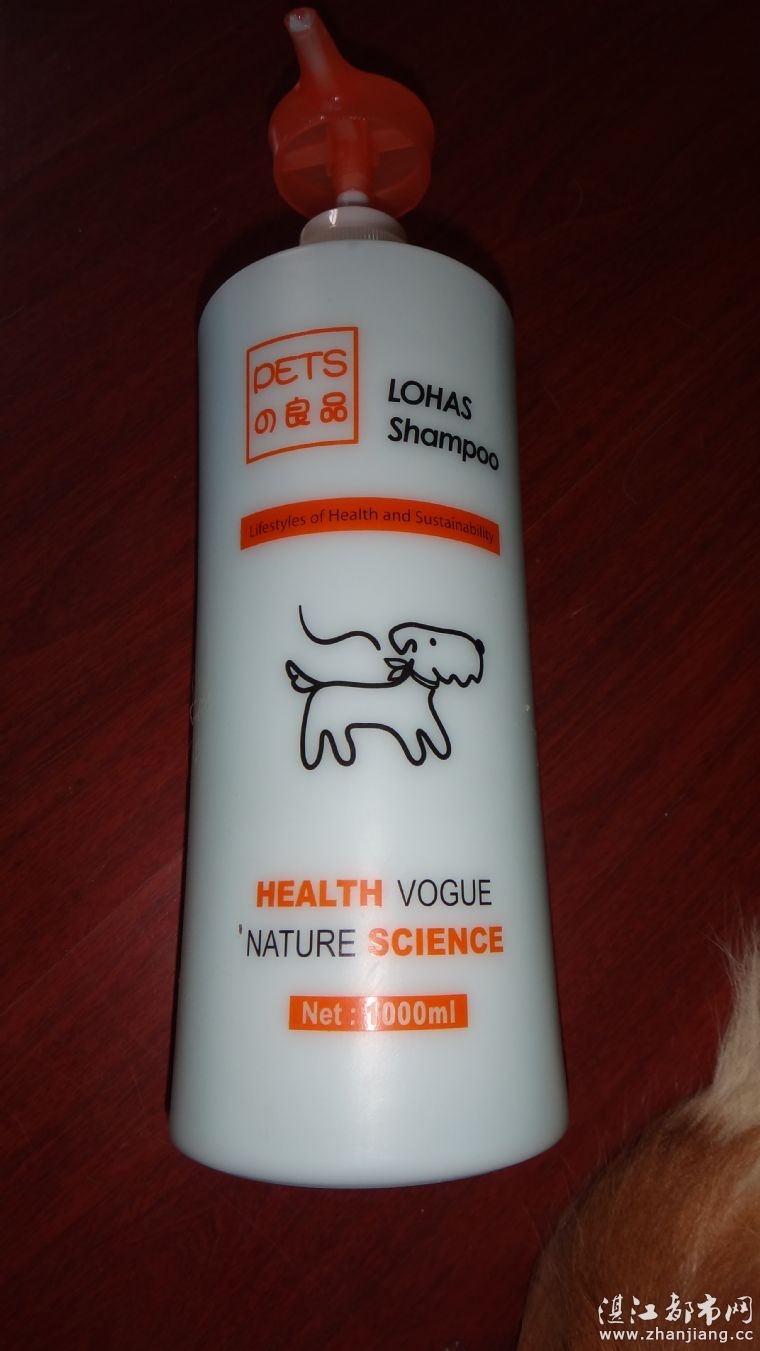 PETS
の良品
LOHAS
Shampoo
Lifestyles of Health and Sustainability
HEALTH VOGUE
'NATURE SCIENCE
Net : 1000ml
湛江都市网
www.zhanjiang.cc